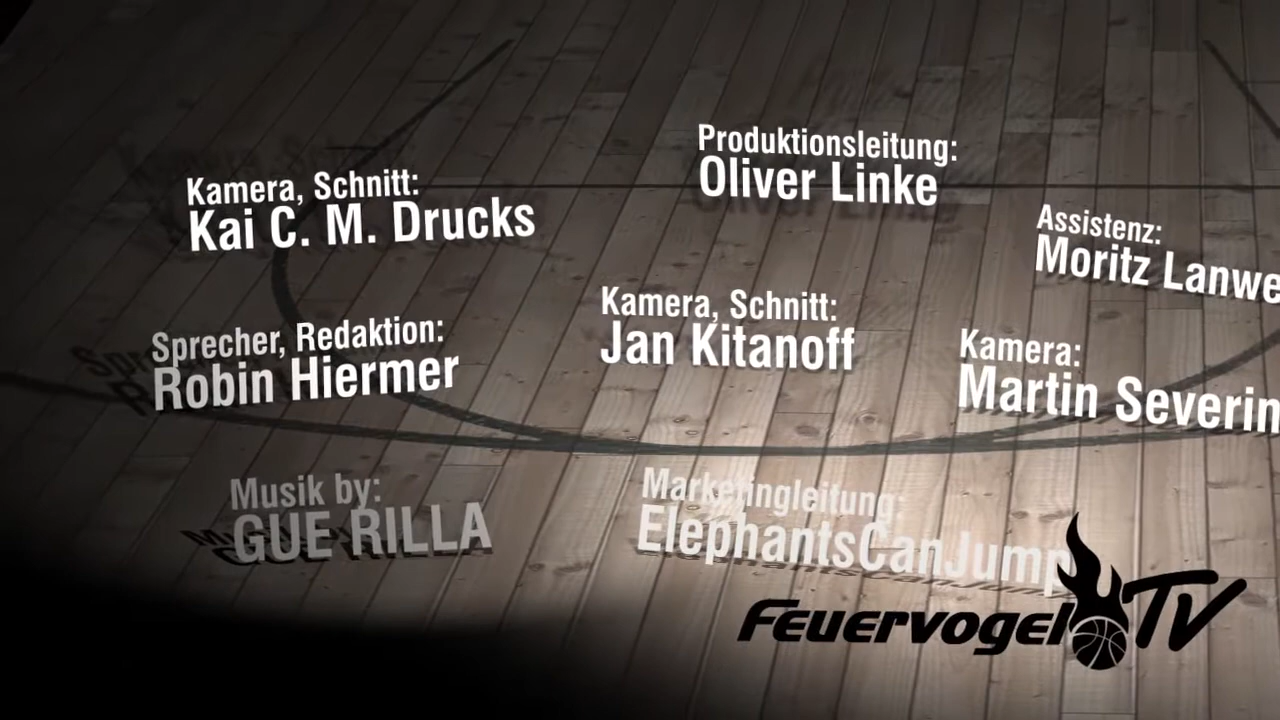 Produktionsleitung:
Oliver Linke
Kamera, Schnitt:
Kai C. M. Drucks
Assistenz:
Moritz
Kamera, Schnitt:
Jan Kitanoff
Sprecher, Redaktion:
Robin Hiermer
Kamera:
Martin Severin
Musik by:
GUE RILLA
Marketingleitung:
ElephantsCanJump
Feuervogel TV